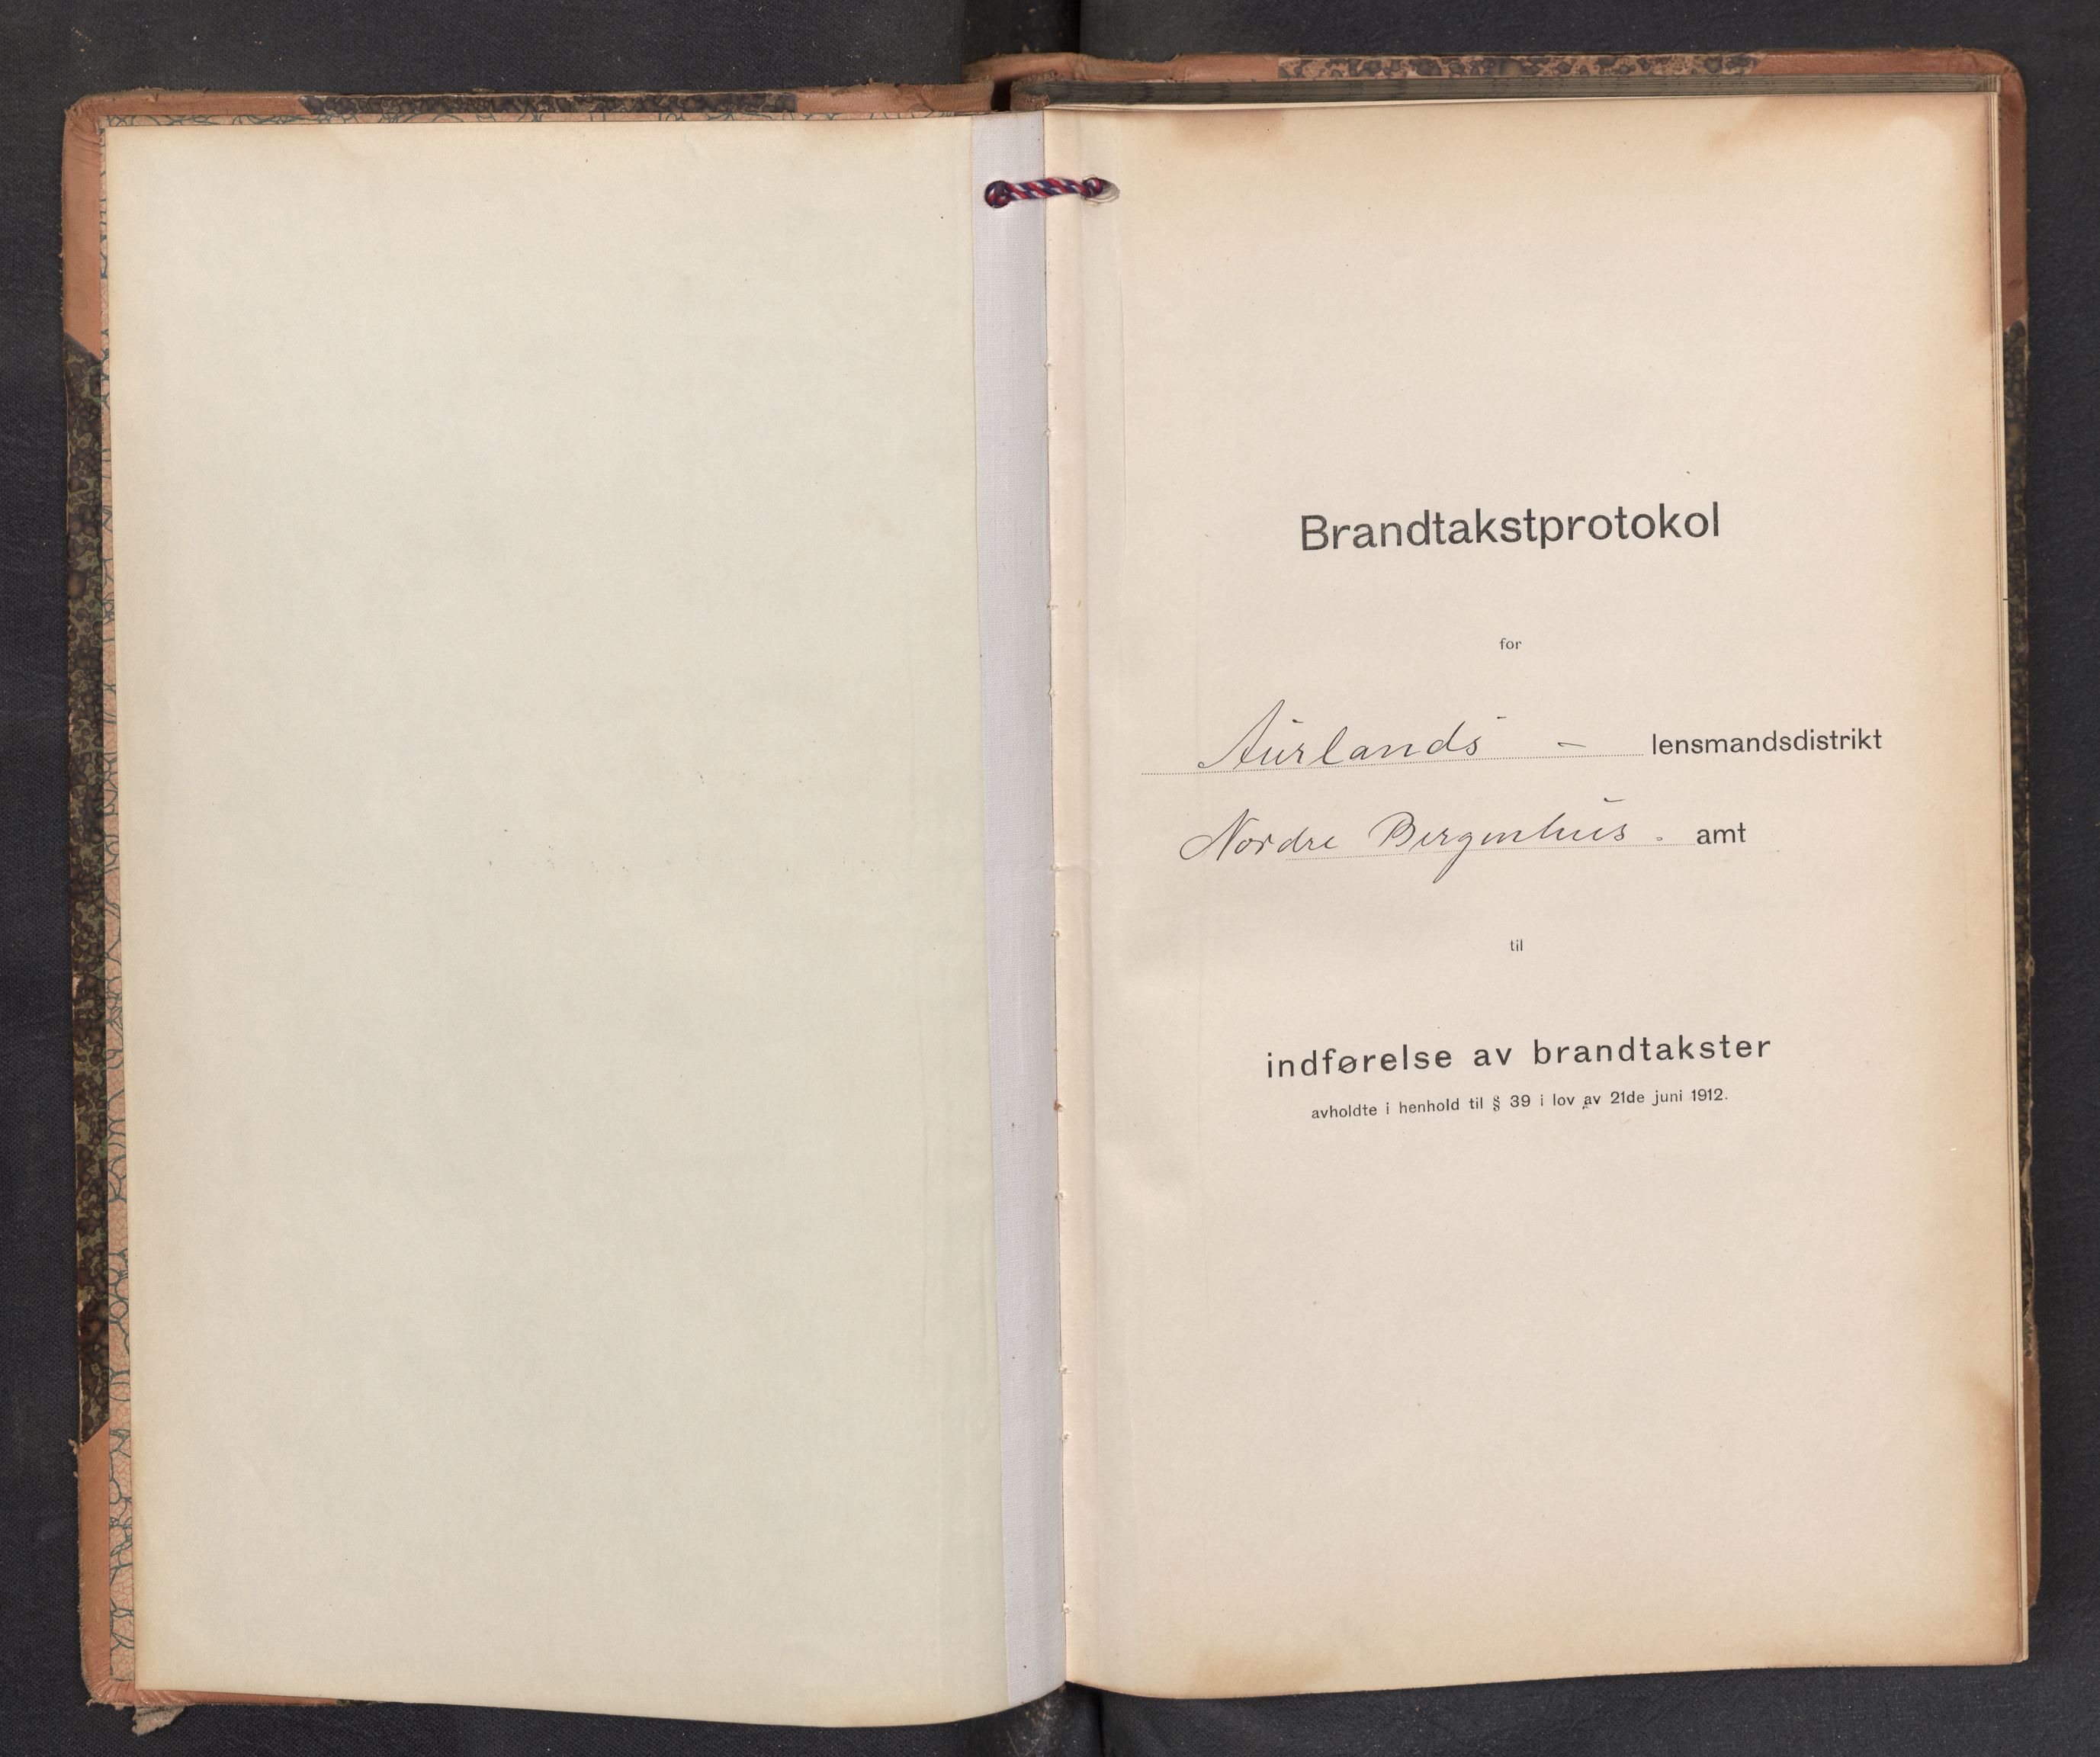 Brandtakstprotokol
for
Aurlands - lensmandsdistrikt
Nordre Bergenhus. amt
til
indførelse av brandtakster
avholdte i henhold til § 39 i lov av 21de juni 1912.